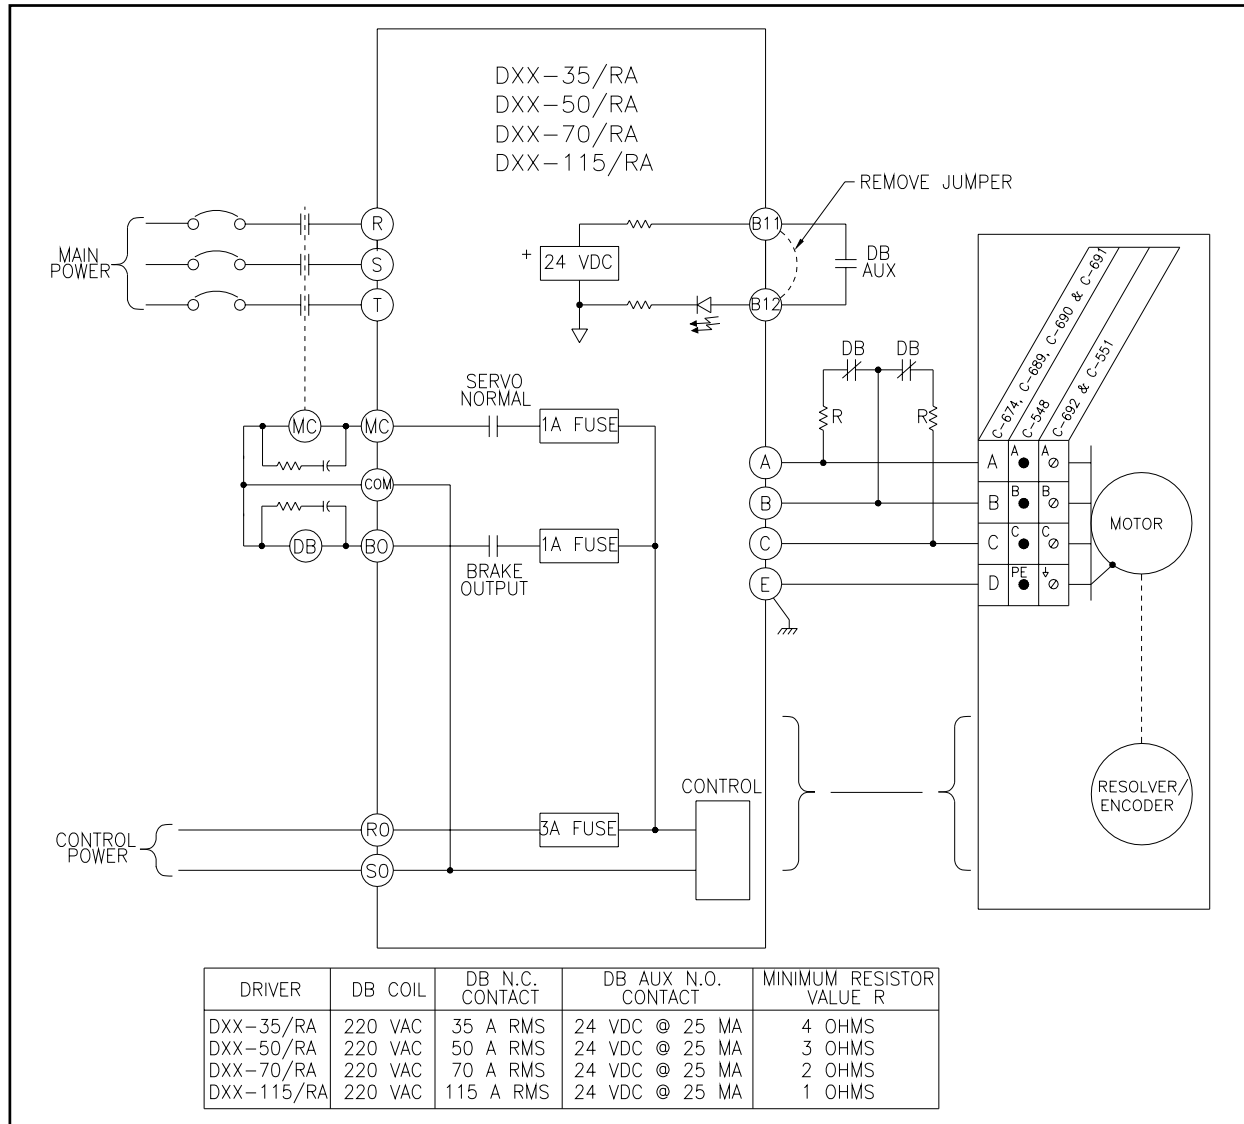 DXX-35/RA
DXX-50/RA
DXX-70/RA
DXX-115/RA
REMOVE JUMPER
MAIN
POWER
R
S
T
+
24 VDC
B11
B12
DB
AUX
DB
DB
R
R
SERVO
NORMAL
MC
MC
1A FUSE
COM
DB
BO
1A FUSE
BRAKE
OUTPUT
A
B
C
E
C-674, C-689, C-690 & C-691
C-548
C-692 & C-551
A
A
A
B
B
B
C
C
C
D
PE
MOTOR
CONTROL
RESOLVER/
ENCODER
CONTROL
POWER
RO
3A FUSE
SO
DRIVER
DB COIL
DB N.C.
CONTACT
DB AUX N.O.
CONTACT
MINIMUM RESISTOR
VALUE R
DXX-35/RA 220 VAC 35 A RMS 24 VDC @ 25 MA 4 OHMS
DXX-50/RA 220 VAC 50 A RMS 24 VDC @ 25 MA 3 OHMS
DXX-70/RA 220 VAC 70 A RMS 24 VDC @ 25 MA 2 OHMS
DXX-115/RA 220 VAC 115 A RMS 24 VDC @ 25 MA 1 OHMS